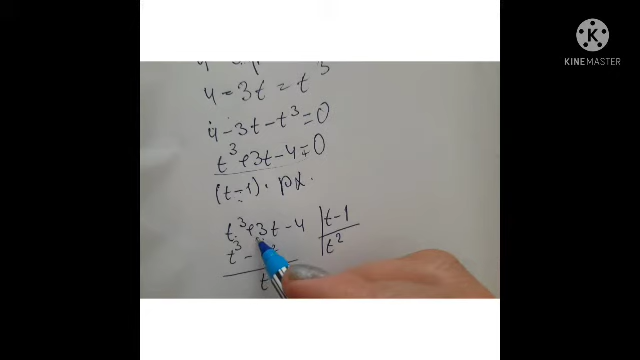 KINEMASTER
4 - 3t = t³
4 - 3t - t³ = 0
t³ + 3t - 4 = 0
(t - 1) · px.
t³ + 3t - 4 | t - 1
t³ - | t²
t